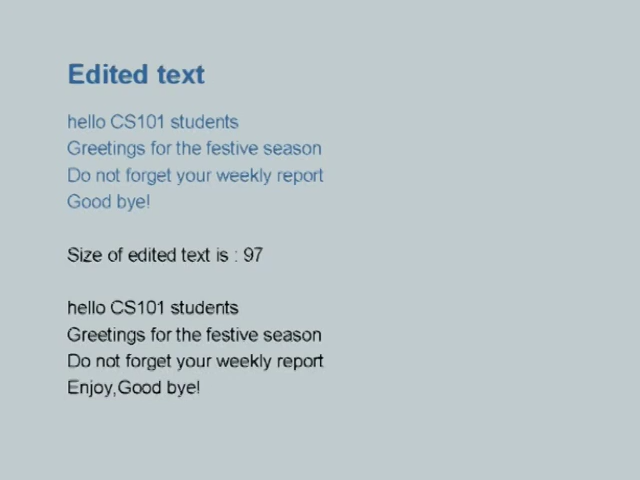 Edited text
hello CS101 students
Greetings for the festive season
Do not forget your weekly report
Good bye!
Size of edited text is : 97
hello CS101 students
Greetings for the festive season
Do not forget your weekly report
Enjoy,Good bye!